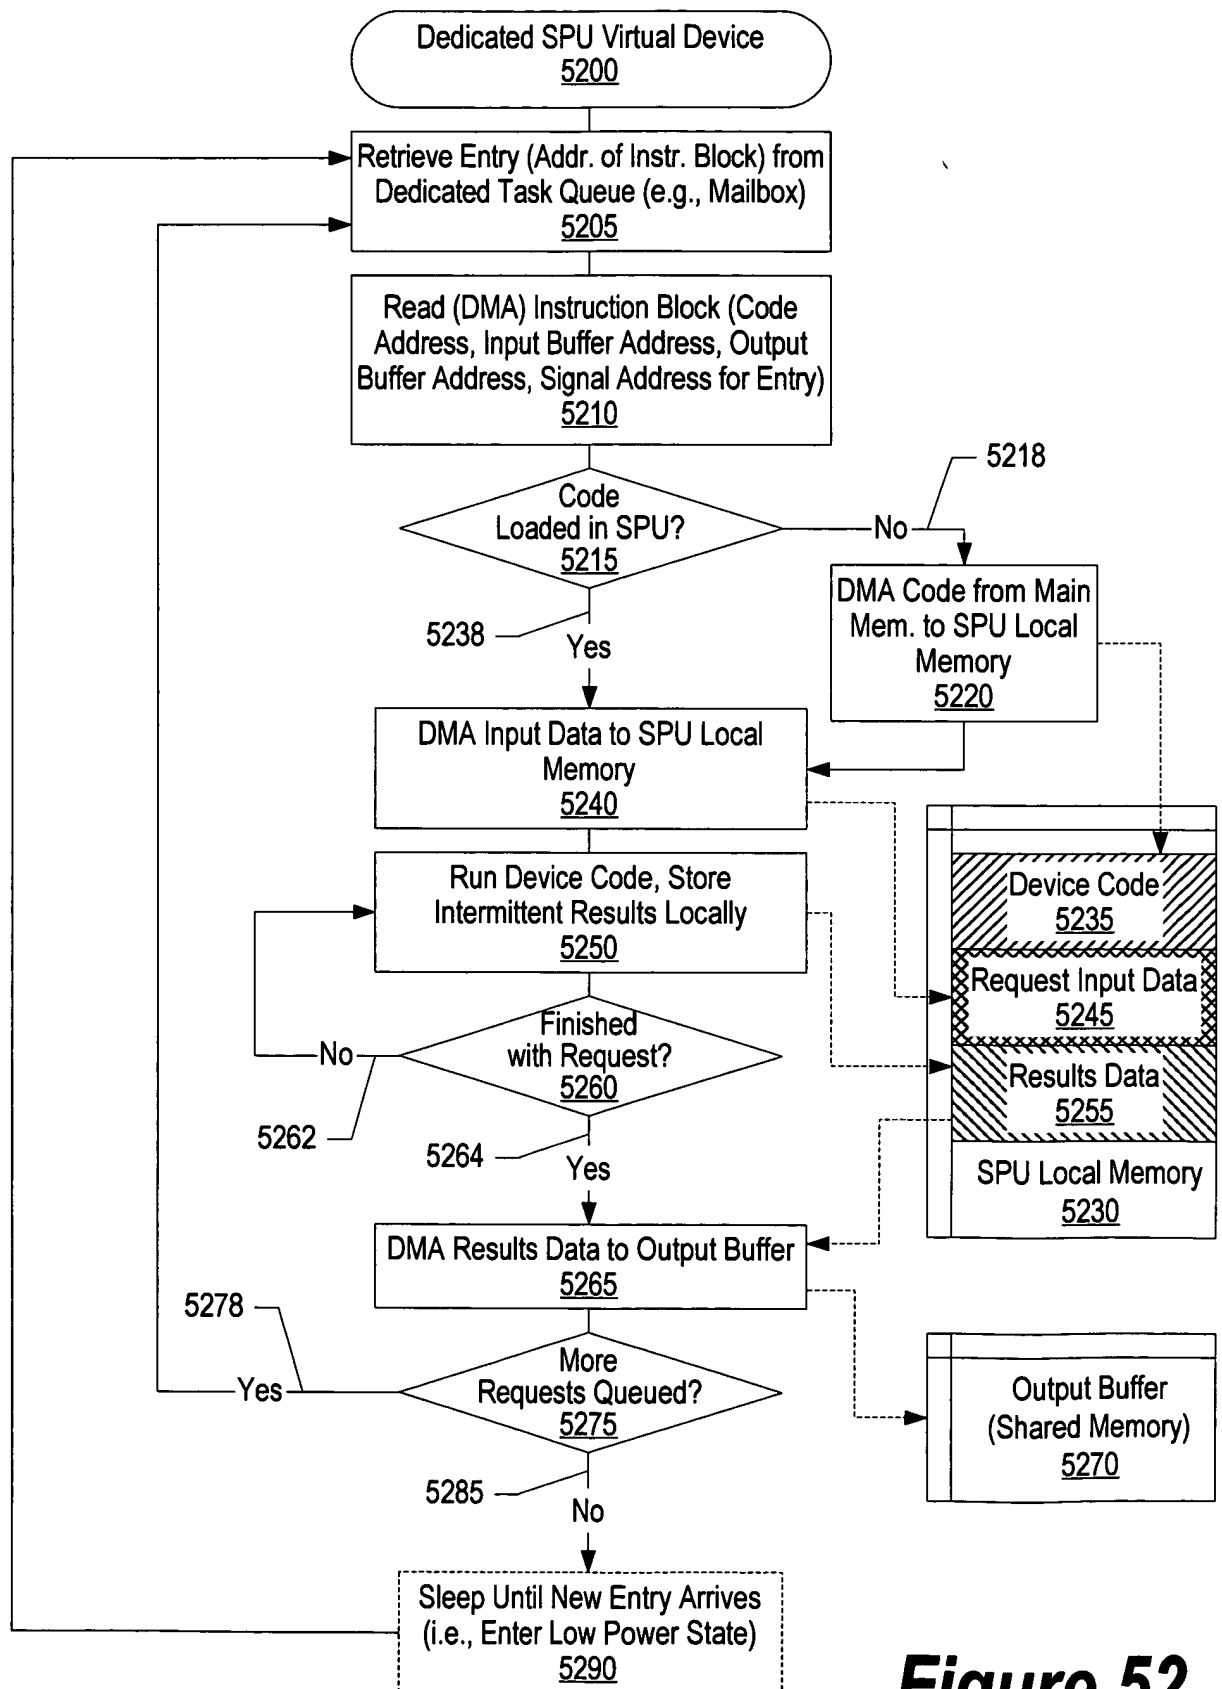 Dedicated SPU Virtual Device
5200
Retrieve Entry (Addr. of Instr. Block) from
Dedicated Task Queue (e.g., Mailbox)
5205
Read (DMA) Instruction Block (Code
Address, Input Buffer Address, Output
Buffer Address, Signal Address for Entry)
5210
5218
Code
Loaded in SPU?
5215
No
DMA Code from Main
Mem. to SPU Local
Memory
5220
5238
Yes
DMA Input Data to SPU Local
Memory
5240
Run Device Code, Store
Intermittent Results Locally
5250
Device Code
5235
Request Input Data
5245
Results Data
5255
SPU Local Memory
5230
Finished
with Request?
5260
No
5262
5264
Yes
DMA Results Data to Output Buffer
5265
5278
More
Requests Queued?
5275
Yes
Output Buffer
(Shared Memory)
5270
5285
No
Sleep Until New Entry Arrives
(i.e., Enter Low Power State)
5290
Figure 52